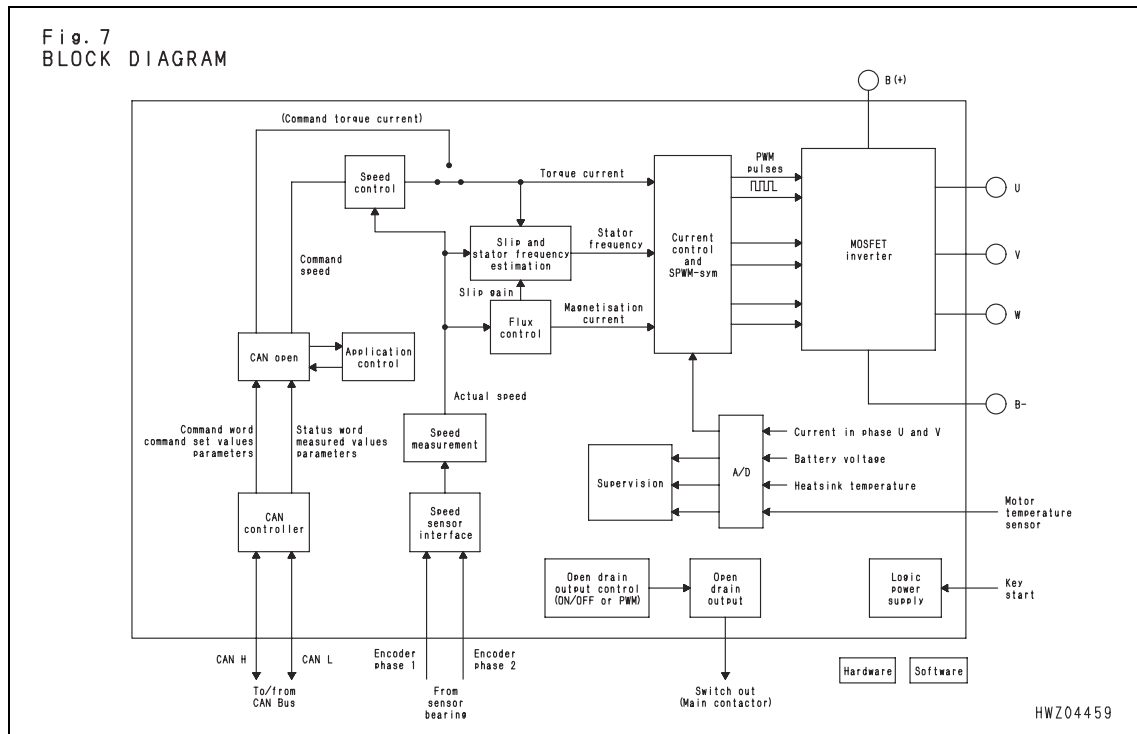 Fig. 7
BLOCK DIAGRAM
B(+)
(Command torque current)
Speed
control
Torque current
PWM
pulses
U
Command
speed
Slip and
stator frequency
estimation
Stator
frequency
Current
control
and
SPWM-sym
MOSFET
inverter
V
Slip gain
Flux
control
Magnetisation
current
W
CAN open
Application
control
Actual speed
B-
Command word
command set values
parameters
Status word
measured values
parameters
Speed
measurement
Supervision
A/D
Current in phase U and V
Battery voltage
Heatsink temperature
Motor
temperature
sensor
CAN
controller
Speed
sensor
interface
Open drain
output control
(ON/OFF or PWM)
Open
drain
output
Logic
power
supply
Key
start
CAN H
CAN L
Encoder
phase 1
Encoder
phase 2
Hardware
Software
To/from
CAN Bus
From
sensor
bearing
Switch out
(Main contactor)
HWZ04459